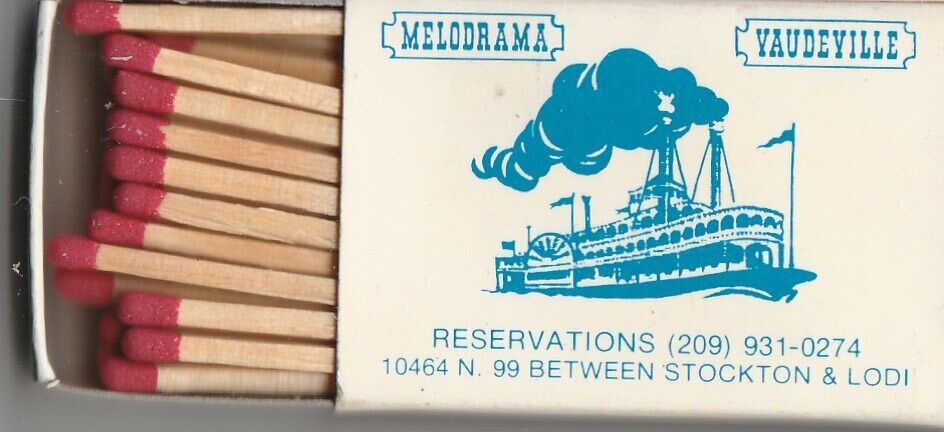 MELODRAMA
VAUDEVILLE
RESERVATIONS (209) 931-0274
10464 N. 99 BETWEEN STOCKTON & LODI